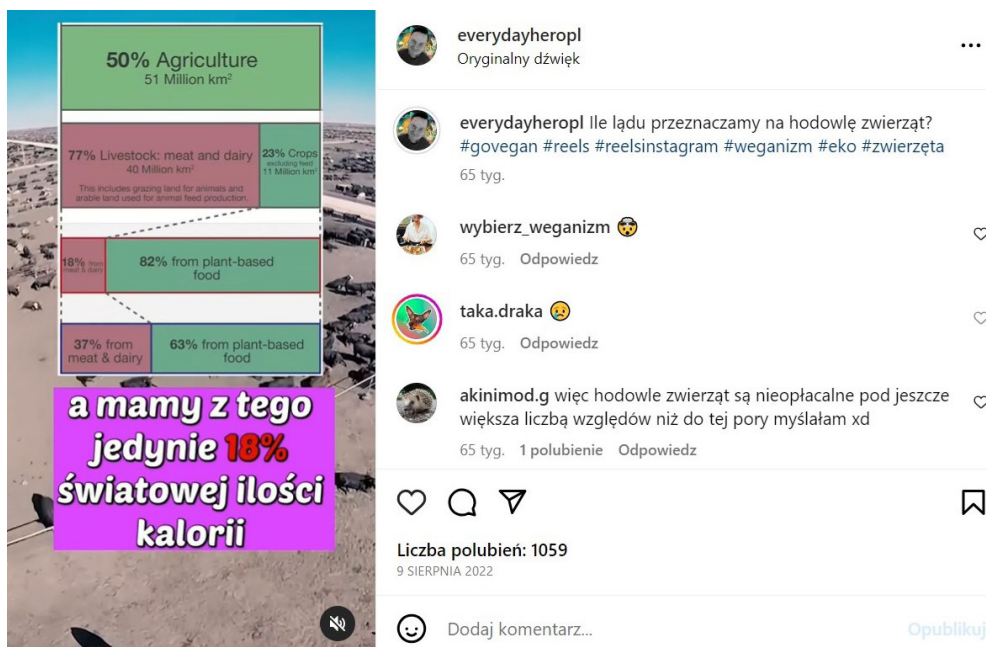 50% Agriculture
51 Million km²
77% Livestock: meat and dairy
40 Million km²
This includes grazing land for animals and
arable land used for animal feed production.
23% Crops
excluding feed
11 Million km²
18% from
meat & dairy
82% from plant-based
food
37% from
meat & dairy
63% from plant-based
food
a mamy z tego
jedynie 18%
światowej ilości
kalorii
everydayheropl
Oryginalny dźwięk
everydayheropl Ile lądu przeznaczamy na hodowlę zwierząt?
#govegan #reels #reelsinstagram #weganizm #eko #zwierzęta
65 tyg.
wybierz_weganizm 🤯
65 tyg. Odpowiedz
taka.draka 😢
65 tyg. Odpowiedz
akinimod.g więc hodowle zwierząt są nieopłacalne pod jeszcze
większa liczbą względów niż do tej pory myślałam xd
65 tyg. 1 polubienie Odpowiedz
Liczba polubień: 1059
9 SIERPNIA 2022
Dodaj komentarz...
Opublikuj